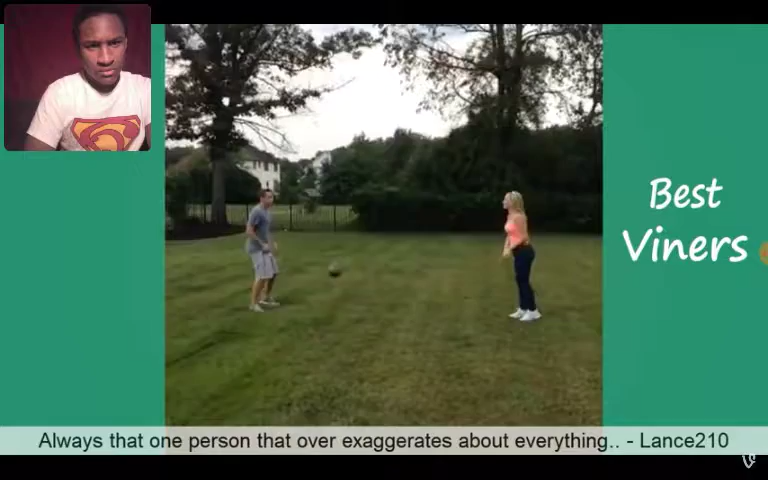 Best
Viners
Always that one person that over exaggerates about everything.. - Lance210